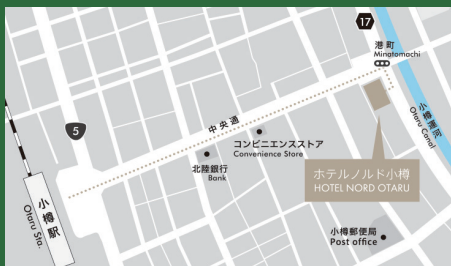 17
港町
Minatomachi
小樽運河
Otaru Canal
5
中央通
コンビニエンスストア
Convenience Store
北陸銀行
Bank
ホテルノルド小樽
HOTEL NORD OTARU
小樽駅
Otaru Sta.
小樽郵便局
Post office